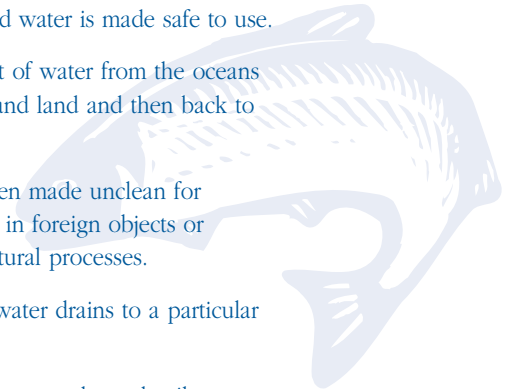 d water is made safe to use.
t of water from the oceans
und land and then back to
en made unclean for
in foreign objects or
tural processes.
water drains to a particular